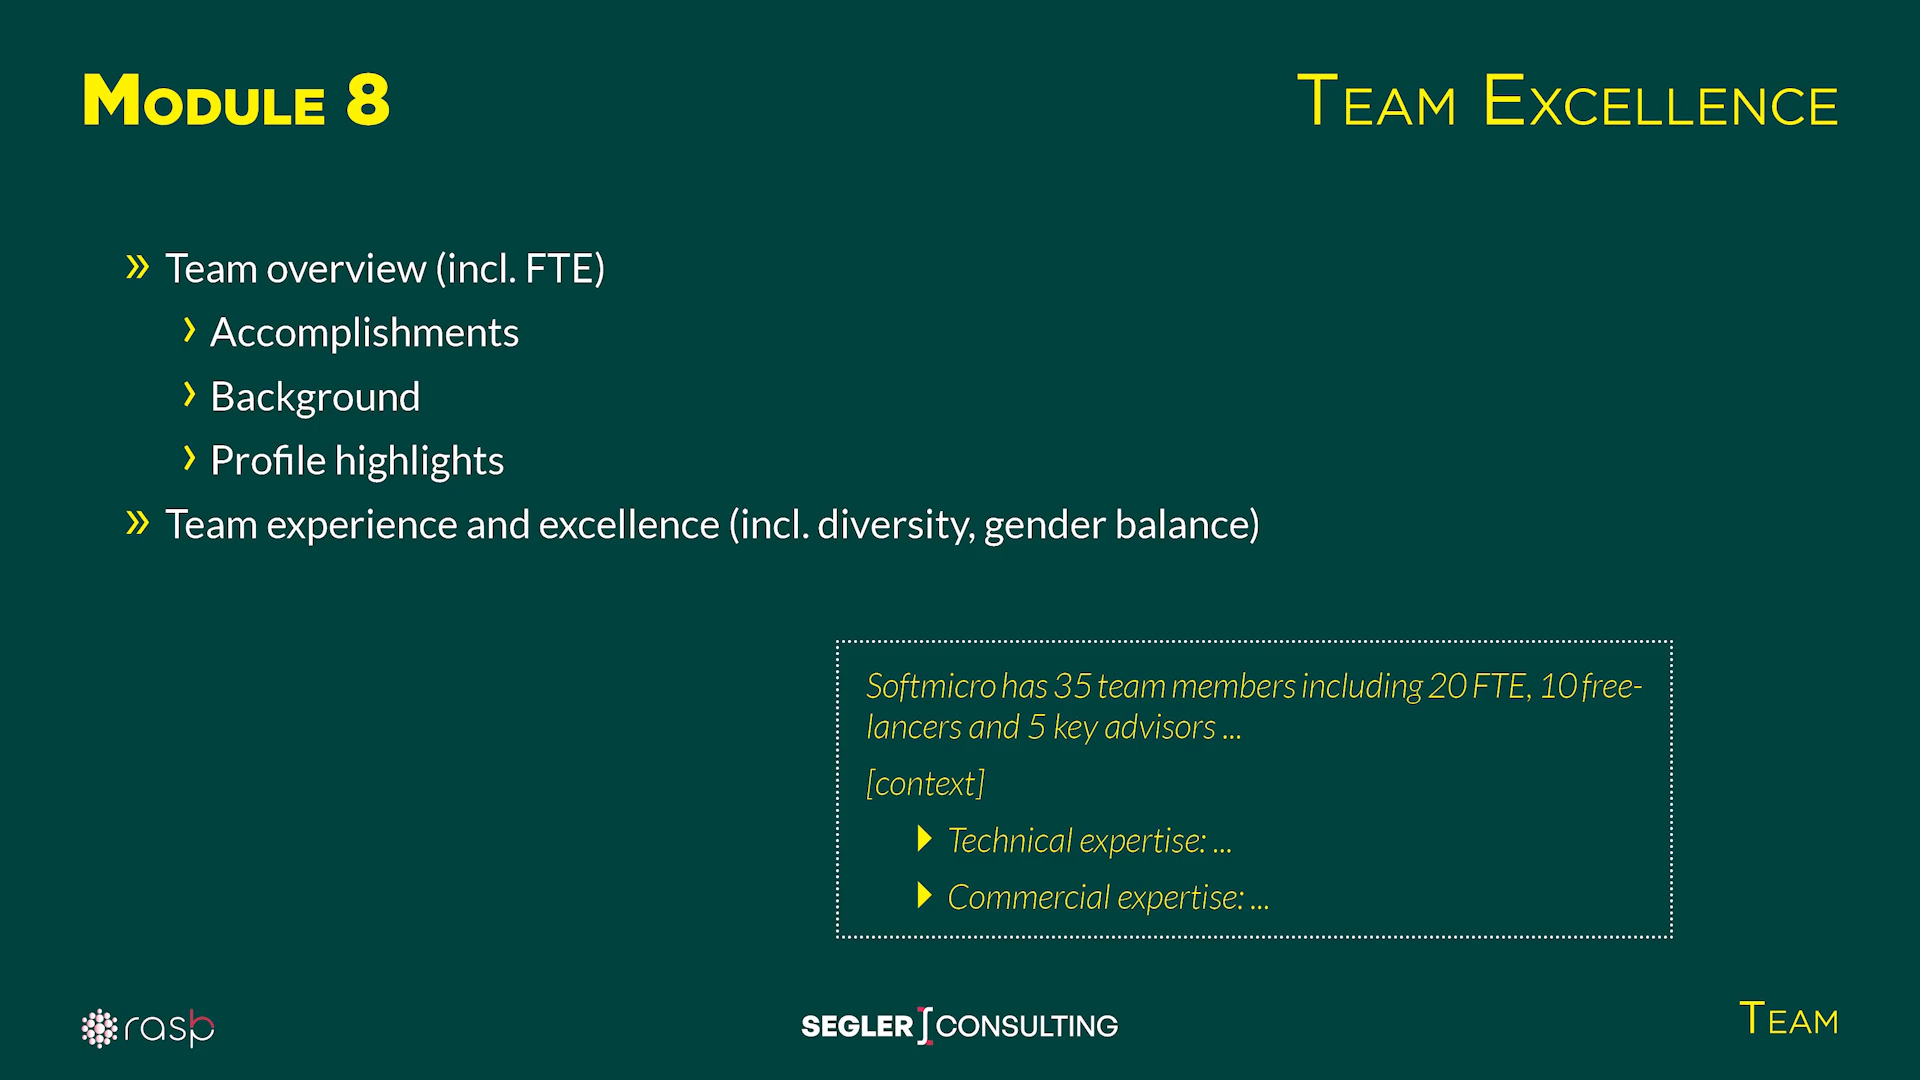 Module 8
Team Excellence
» Team overview (incl. FTE)
› Accomplishments
› Background
› Profile highlights
» Team experience and excellence (incl. diversity, gender balance)
Softmicro has 35 team members including 20 FTE, 10 free-
lancers and 5 key advisors ...
[context]
Technical expertise: ...
Commercial expertise: ...
rasb
SEGLER CONSULTING
Team